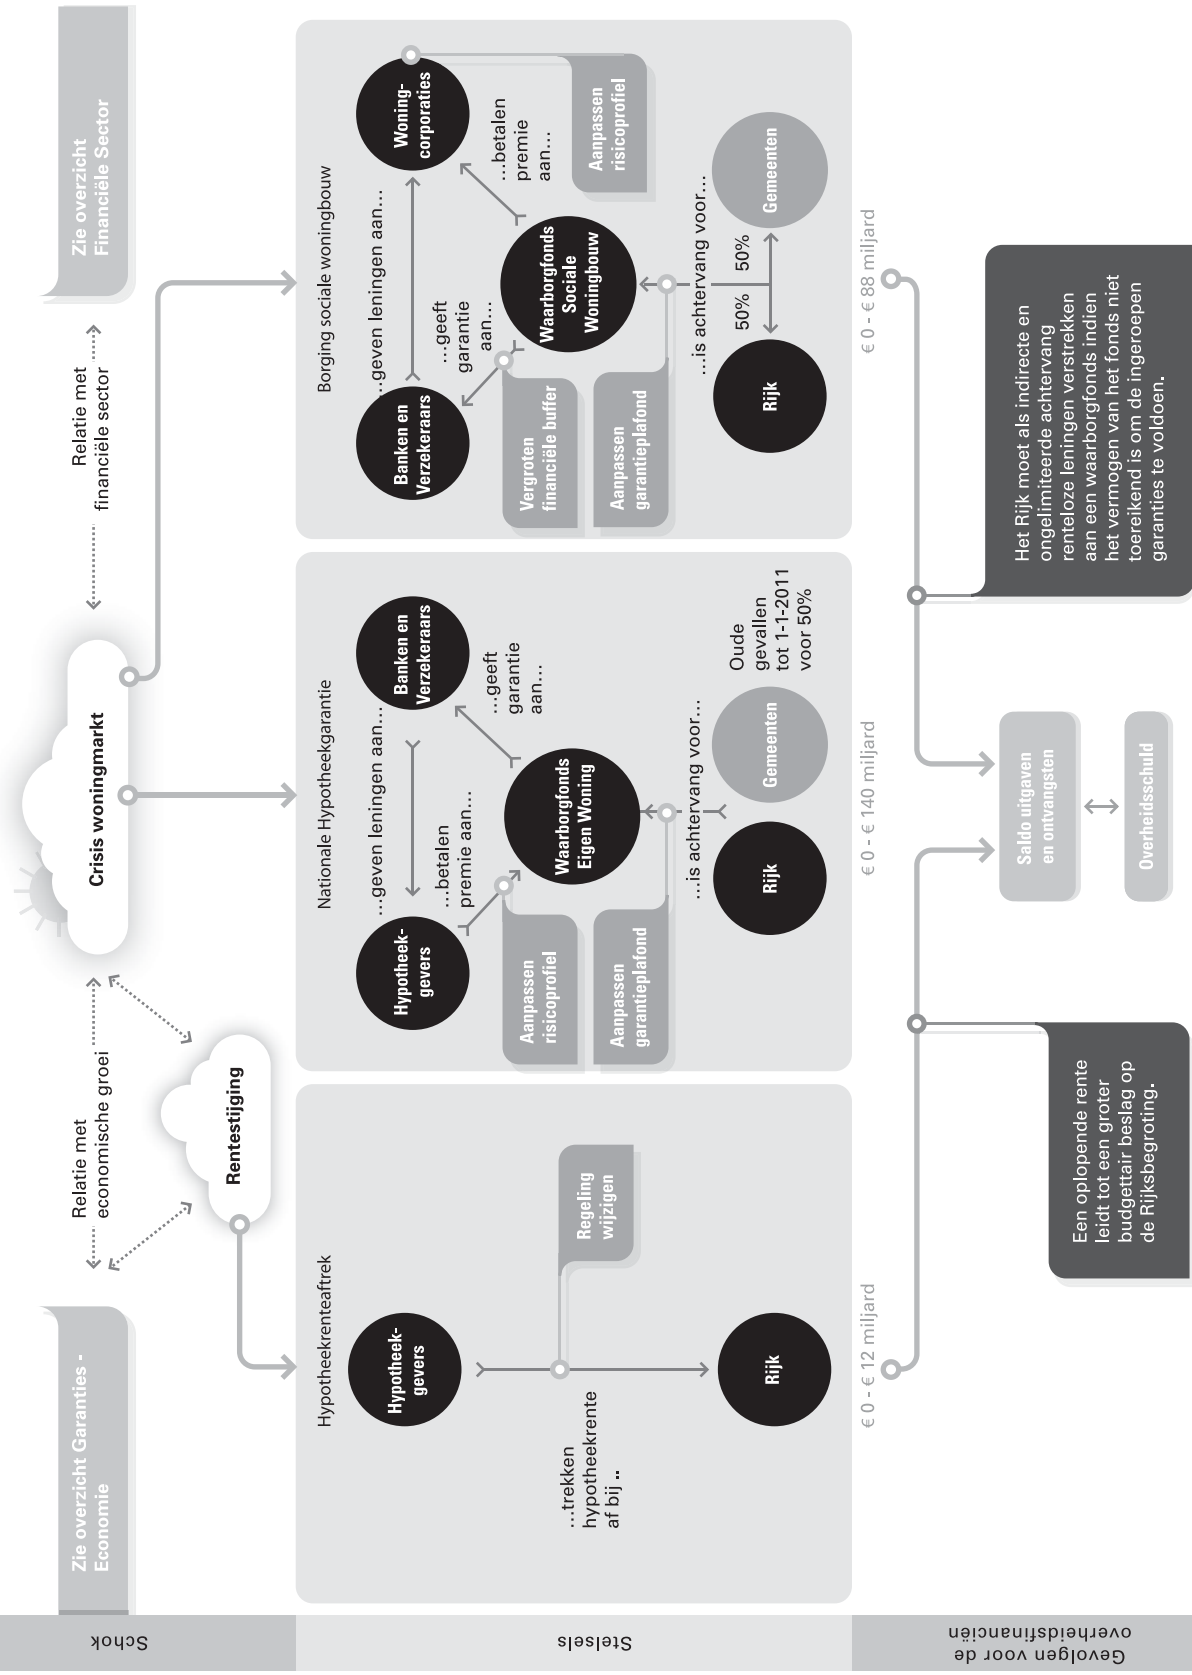 Schok
Zie overzicht Garanties -
Economie
Relatie met
economische groei
Rentestijging
Crisis woningmarkt
Relatie met
financiële sector
Zie overzicht
Financiële Sector
Stelsels
Hypotheekrenteaftrek
Hypotheek-
gevers
...trekken
hypotheekrente
af bij ..
Regeling
wijzigen
Rijk
Nationale Hypotheekgarantie
Hypotheek-
gevers
...geven leningen aan...
Banken en
Verzekeraars
...betalen
premie aan...
...geeft
garantie
aan...
Waarborgfonds
Eigen Woning
Aanpassen
risicoprofiel
Aanpassen
garantieplafond
...is achtervang voor...
Rijk
Gemeenten
Oude
gevallen
tot 1-1-2011
voor 50%
Borging sociale woningbouw
Banken en
Verzekeraars
...geven leningen aan...
Woning-
corporaties
...geeft
garantie
aan...
...betalen
premie
aan...
Waarborgfonds
Sociale
Woningbouw
Vergroten
financiële buffer
Aanpassen
garantieplafond
Aanpassen
risicoprofiel
...is achtervang voor...
50%
50%
Rijk
Gemeenten
Gevolgen voor de
overheidsfinanciën
€ 0 - € 12 miljard
€ 0 - € 140 miljard
€ 0 - € 88 miljard
Een oplopende rente
leidt tot een groter
budgettair beslag op
de Rijksbegroting.
Saldo uitgaven
en ontvangsten
Overheidsschuld
Het Rijk moet als indirecte en
ongelimiteerde achtervang
renteloze leningen verstrekken
aan een waarborgfonds indien
het vermogen van het fonds niet
toereikend is om de ingeroepen
garanties te voldoen.